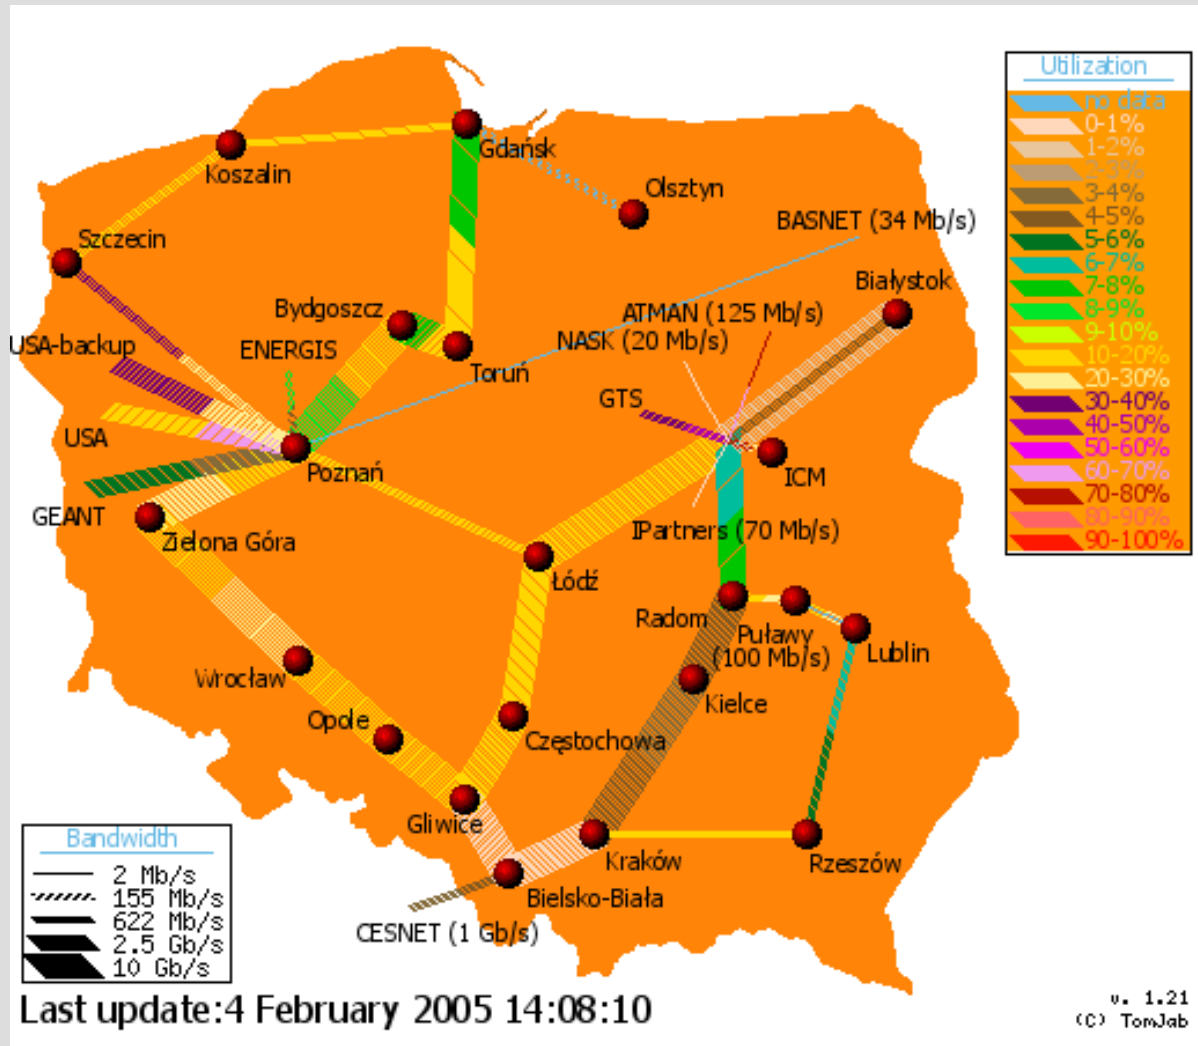 Utilization
no data
0-1%
1-2%
2-3%
3-4%
4-5%
5-6%
6-7%
7-8%
8-9%
9-10%
10-20%
20-30%
30-40%
40-50%
50-60%
60-70%
70-80%
80-90%
90-100%
Gdańsk
Koszalin
Olsztyn
BASNET (34 Mb/s)
Szczecin
Białystok
Bydgoszcz
ATMAN (125 Mb/s)
USA-backup
ENERGIS
NASK (20 Mb/s)
Toruń
GTS
USA
Poznań
ICM
GEANT
Zielona Góra
IPartners (70 Mb/s)
Łódź
Radom
Puławy
(100 Mb/s)
Lublin
Wrocław
Kielce
Opole
Częstochowa
Gliwice
Kraków
Rzeszów
Bielsko-Biała
CESNET (1 Gb/s)
Bandwidth
2 Mb/s
155 Mb/s
622 Mb/s
2.5 Gb/s
10 Gb/s
Last update:4 February 2005 14:08:10
v. 1.21
(C) TomJab